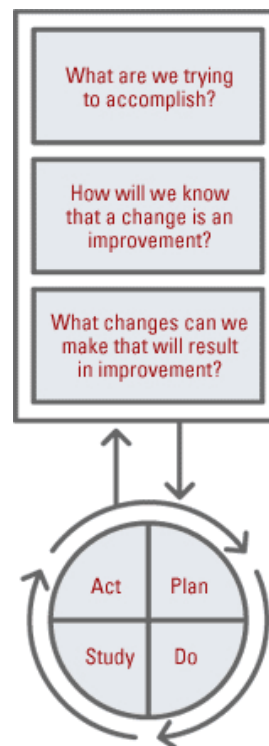 What are we trying
to accomplish?
How will we know
that a change is an
improvement?
What changes can we
make that will result
in improvement?
Act
Plan
Study
Do